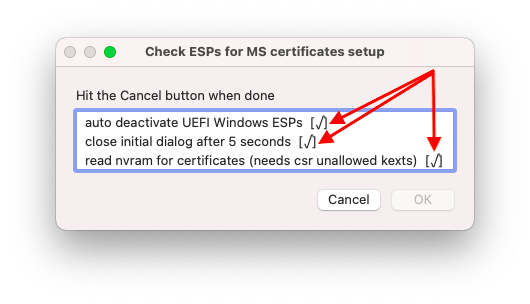 Check ESPs for MS certificates setup
Hit the Cancel button when done
auto deactivate UEFI Windows ESPs [√]
close initial dialog after 5 seconds [√]
read nvram for certificates (needs csr unallowed kexts) [√]
Cancel OK